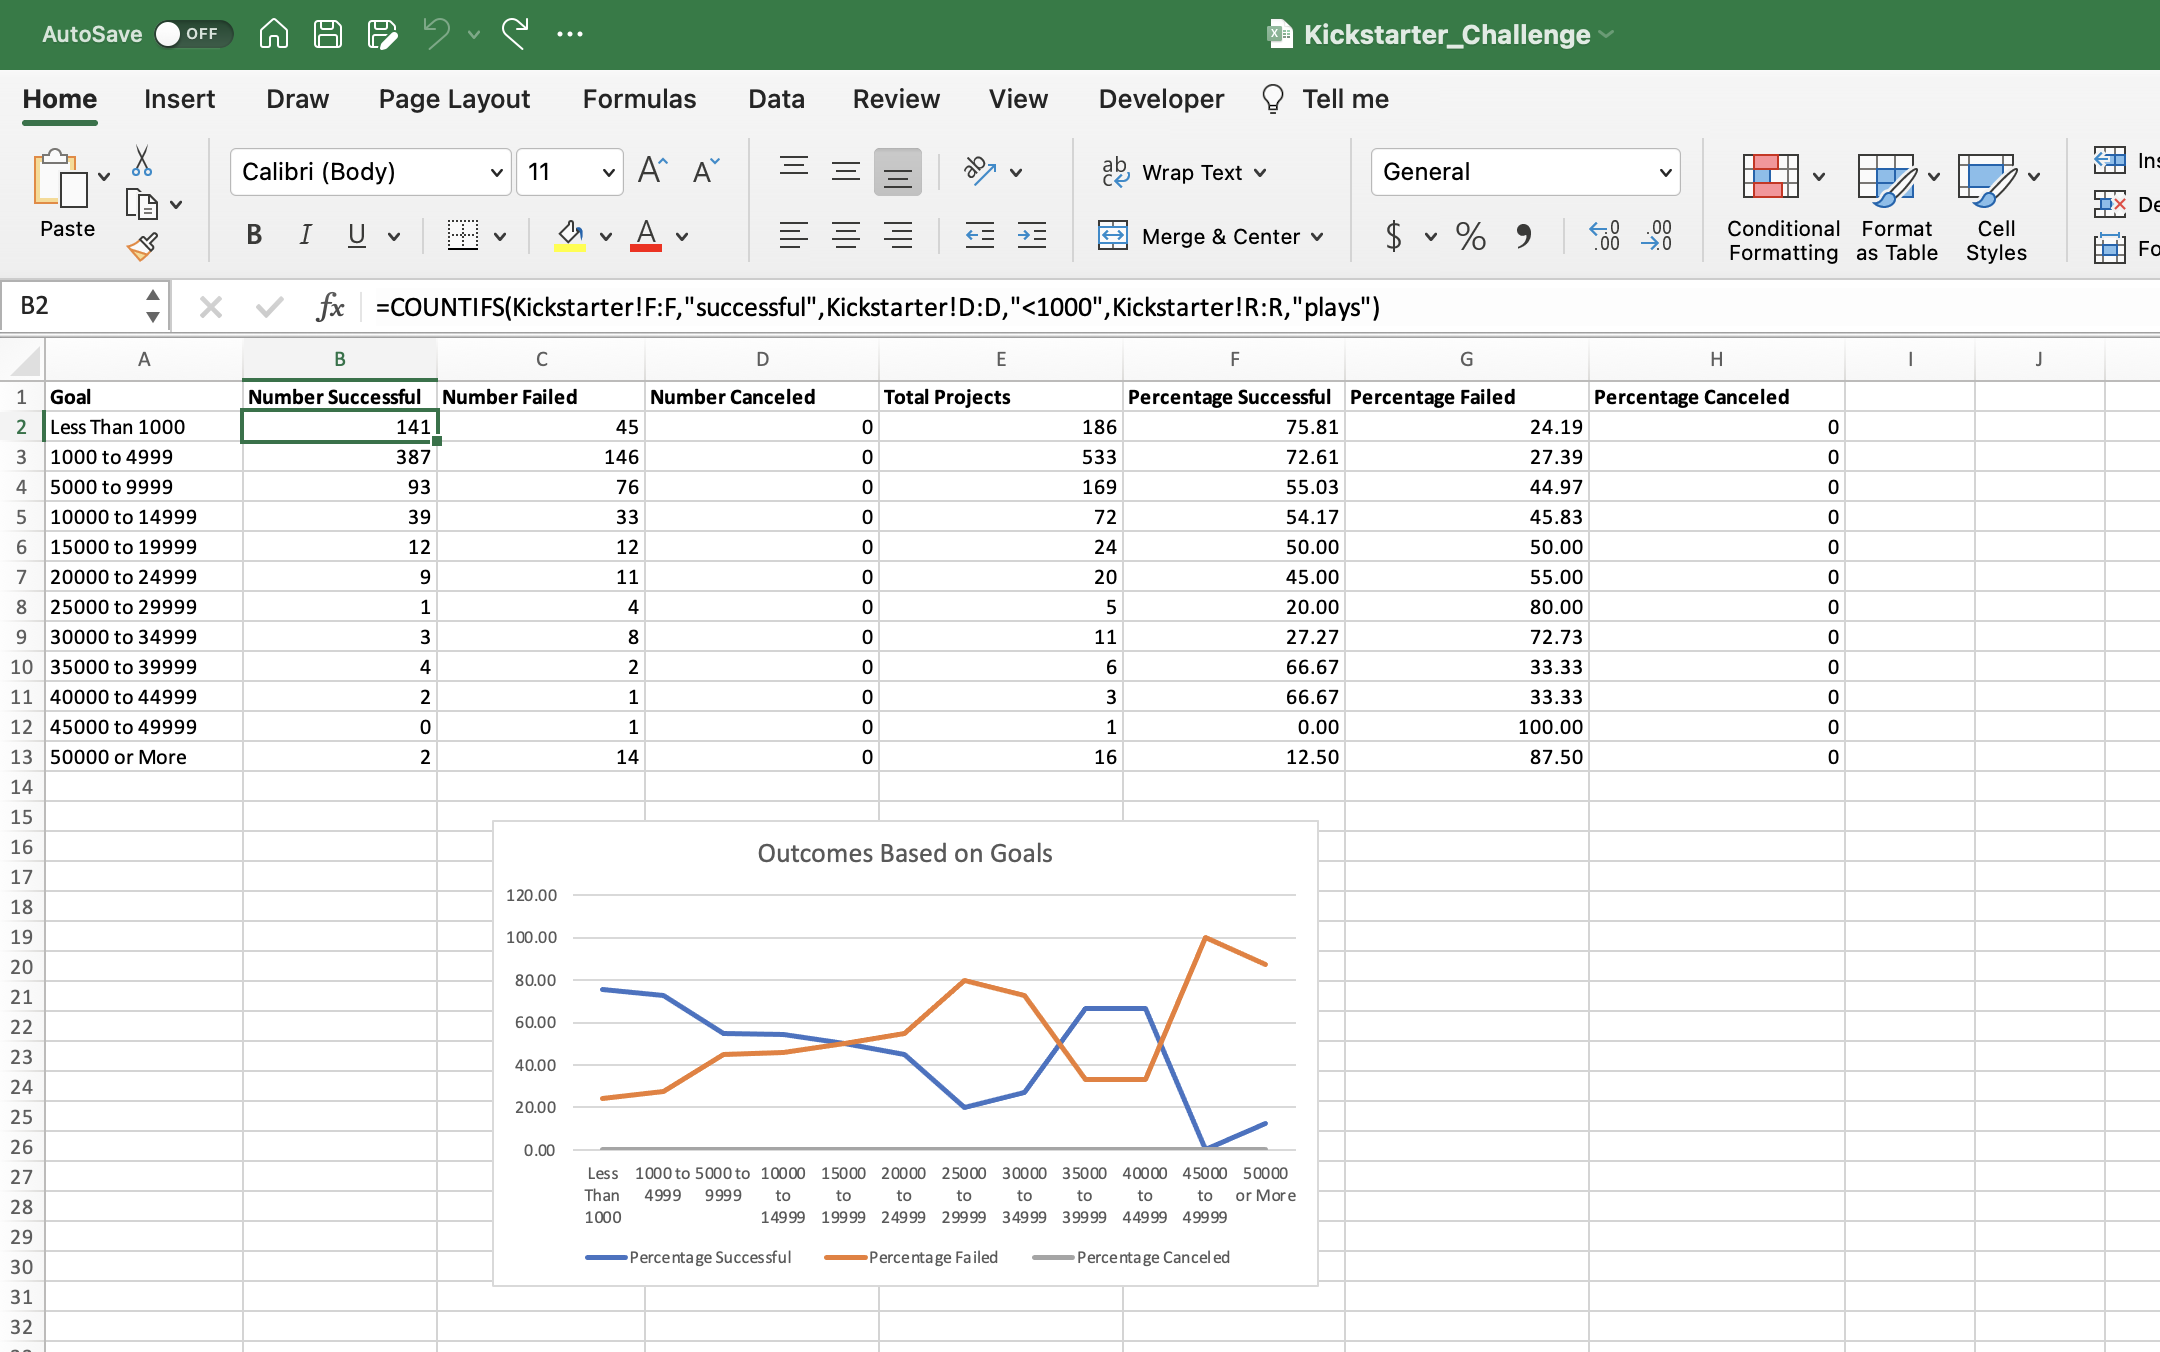 AutoSave OFF Kickstarter_Challenge
Home Insert Draw Page Layout Formulas Data Review View Developer Tell me
Paste Calibri (Body) 11 Wrap Text General
B I U Merge & Center $ % Conditional Formatting Format as Table Cell Styles
B2 fx =COUNTIFS(Kickstarter!F:F,"successful",Kickstarter!D:D,"<1000",Kickstarter!R:R,"plays")
A B C D E F G H I J
1 Goal Number Successful Number Failed Number Canceled Total Projects Percentage Successful Percentage Failed Percentage Canceled
2 Less Than 1000 141 45 0 186 75.81 24.19 0
3 1000 to 4999 387 146 0 533 72.61 27.39 0
4 5000 to 9999 93 76 0 169 55.03 44.97 0
5 10000 to 14999 39 33 0 72 54.17 45.83 0
6 15000 to 19999 12 12 0 24 50.00 50.00 0
7 20000 to 24999 9 11 0 20 45.00 55.00 0
8 25000 to 29999 1 4 0 5 20.00 80.00 0
9 30000 to 34999 3 8 0 11 27.27 72.73 0
10 35000 to 39999 4 2 0 6 66.67 33.33 0
11 40000 to 44999 2 1 0 3 66.67 33.33 0
12 45000 to 49999 0 1 0 1 0.00 100.00 0
13 50000 or More 2 14 0 16 12.50 87.50 0
14
15
16
17
18
19
20
21
22
23
24
25
26
27
28
29
30
31
32
Outcomes Based on Goals
120.00
100.00
80.00
60.00
40.00
20.00
0.00
Less 1000 to 5000 to 10000 15000 20000 25000 30000 35000 40000 45000 50000
Than 4999 9999 to to to to to to to to or More
1000 14999 19999 24999 29999 34999 39999 44999 49999
Percentage Successful Percentage Failed Percentage Canceled